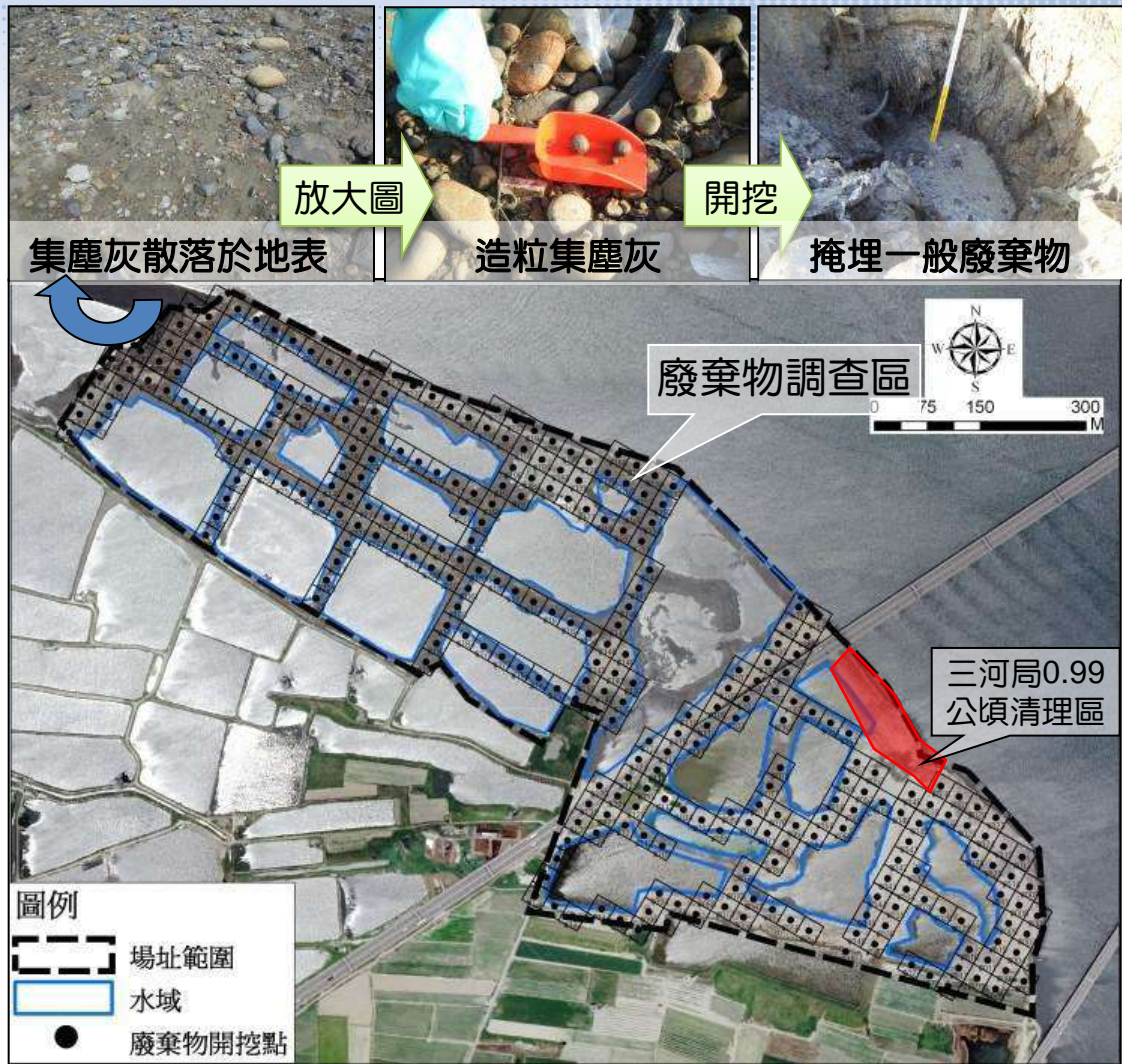 放大圖
開挖
集塵灰散落於地表
造粒集塵灰
掩埋一般廢棄物
廢棄物調查區
N
W E
S
0 75 150 300
M
三河局0.99
公頃清理區
圖例
場址範圍
水域
廢棄物開挖點